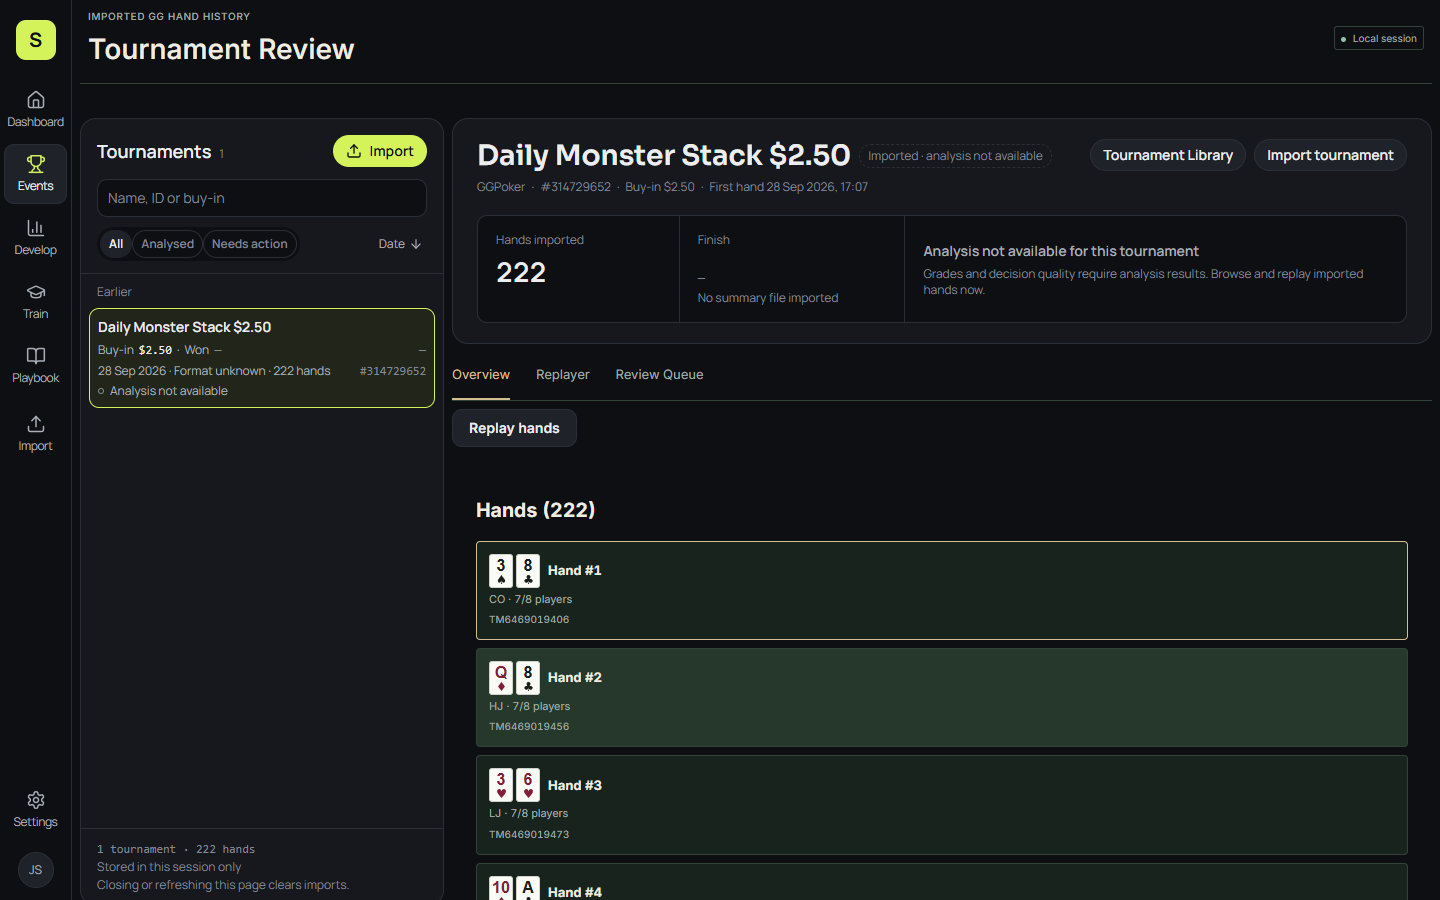 S
Dashboard
Events
Develop
Train
Playbook
Import
Settings
JS
IMPORTED GG HAND HISTORY
Tournament Review
Local session
Tournaments 1
Import
Name, ID or buy-in
All Analysed Needs action Date ↓
Earlier
Daily Monster Stack $2.50
Buy-in $2.50 · Won – –
28 Sep 2026 · Format unknown · 222 hands #314729652
Analysis not available
1 tournament · 222 hands
Stored in this session only
Closing or refreshing this page clears imports.
Daily Monster Stack $2.50 Imported · analysis not available
Tournament Library Import tournament
GGPoker · #314729652 · Buy-in $2.50 · First hand 28 Sep 2026, 17:07
Hands imported
222
Finish
–
No summary file imported
Analysis not available for this tournament
Grades and decision quality require analysis results. Browse and replay imported
hands now.
Overview Replayer Review Queue
Replay hands
Hands (222)
3♠ 8♣ Hand #1
CO · 7/8 players
TM6469019406
Q♦ 8♣ Hand #2
HJ · 7/8 players
TM6469019456
3♥ 6♥ Hand #3
LJ · 7/8 players
TM6469019473
10 A Hand #4